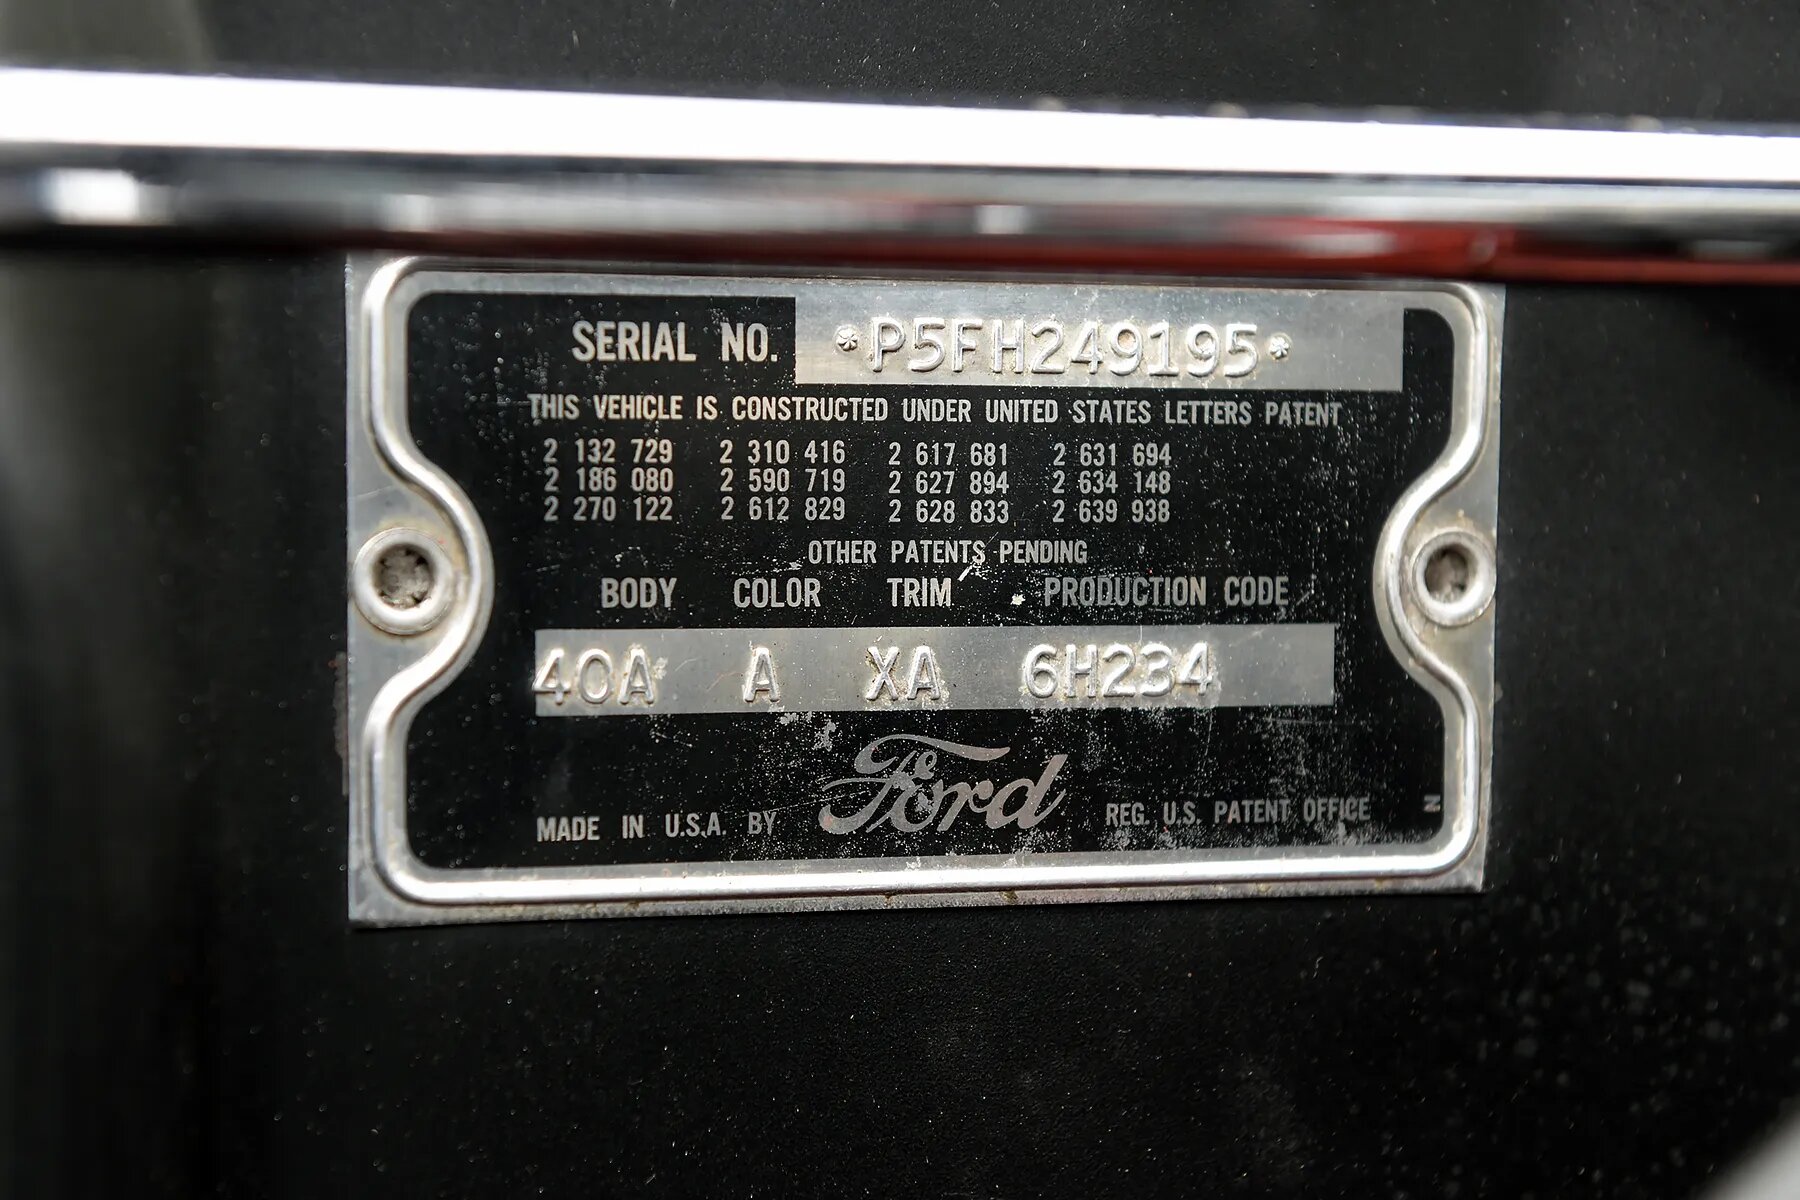 SERIAL NO. *P5FH249195*
THIS VEHICLE IS CONSTRUCTED UNDER UNITED STATES LETTERS PATENT
2 132 729 2 310 416 2 617 681 2 631 694
2 186 080 2 590 719 2 627 894 2 634 148
2 270 122 2 612 829 2 628 833 2 639 938
OTHER PATENTS PENDING
BODY COLOR TRIM PRODUCTION CODE
40A A XA 6H234
MADE IN U.S.A. BY Ford REG. U.S. PATENT OFFICE N